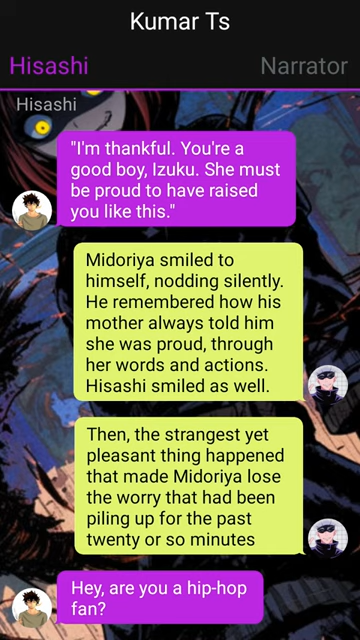 Kumar Ts
Hisashi
Narrator
Hisashi
"I'm thankful. You're a
good boy, Izuku. She must
be proud to have raised
you like this."
Midoriya smiled to
himself, nodding silently.
He remembered how his
mother always told him
she was proud, through
her words and actions.
Hisashi smiled as well.
Then, the strangest yet
pleasant thing happened
that made Midoriya lose
the worry that had been
piling up for the past
twenty or so minutes
Hey, are you a hip-hop
fan?